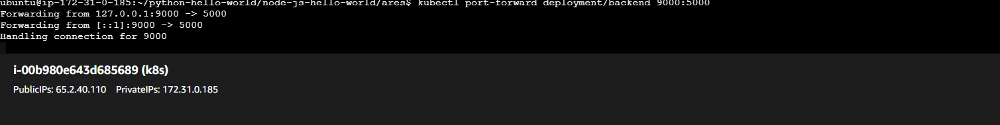 ubuntu@ip-172-31-0-185:~/python-hello-world/node-js-hello-world/ares$ kubectl port-forward deployment/backend 9000:5000
Forwarding from 127.0.0.1:9000 -> 5000
Forwarding from [::1]:9000 -> 5000
Handling connection for 9000
i-00b980e643d685689 (k8s)
PublicIPs: 65.2.40.110 PrivateIPs: 172.31.0.185